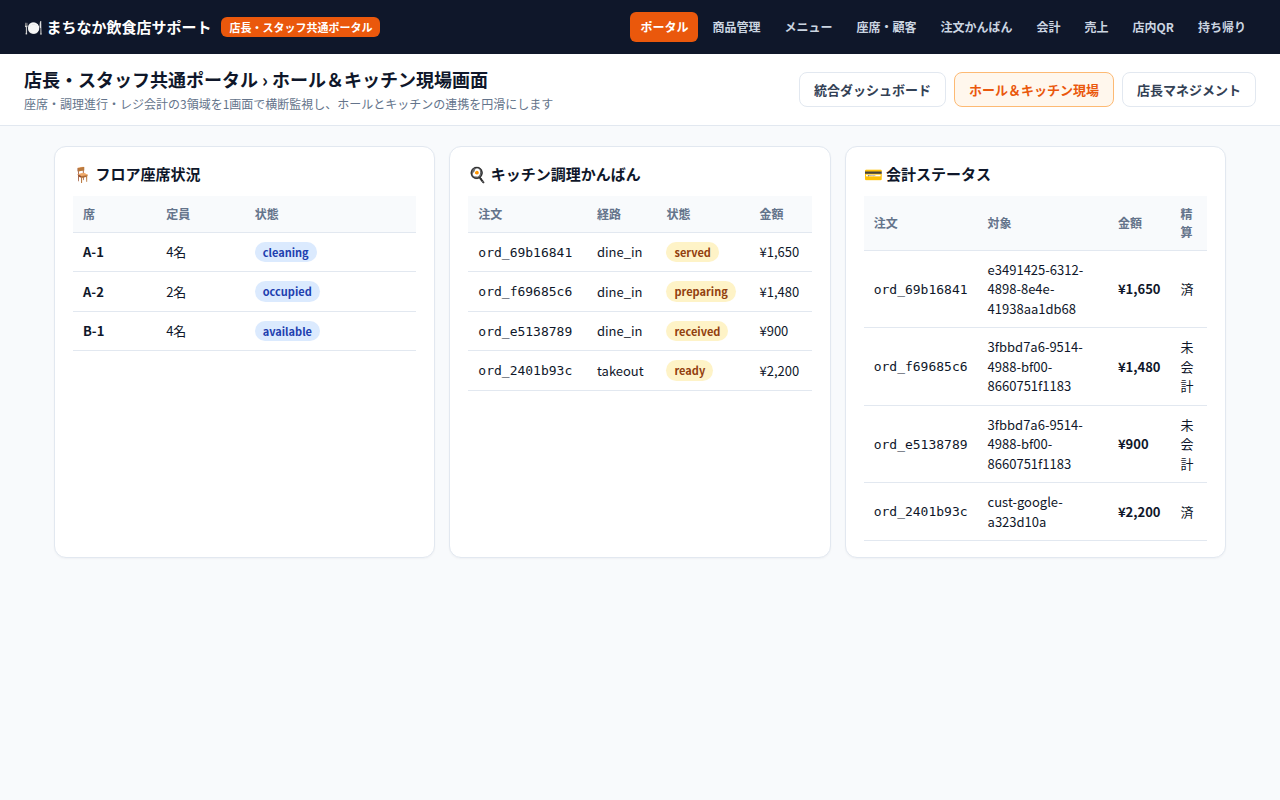 🍽️ まちなか飲食店サポート 店長・スタッフ共通ポータル ポータル 商品管理 メニュー 座席・顧客 注文かんばん 会計 売上 店内QR 持ち帰り
店長・スタッフ共通ポータル › ホール＆キッチン現場画面
座席・調理進行・レジ会計の3領域を1画面で横断監視し、ホールとキッチンの連携を円滑にします
統合ダッシュボード ホール＆キッチン現場 店長マネジメント
🪑 フロア座席状況
席 定員 状態
A-1 4名 cleaning
A-2 2名 occupied
B-1 4名 available
🍳 キッチン調理かんばん
注文 経路 状態 金額
ord_69b16841 dine_in served ¥1,650
ord_f69685c6 dine_in preparing ¥1,480
ord_e5138789 dine_in received ¥900
ord_2401b93c takeout ready ¥2,200
💳 会計ステータス
注文 対象 金額 精
算
ord_69b16841 e3491425-6312-
4898-8e4e-
41938aa1db68 ¥1,650 済
ord_f69685c6 3fbbd7a6-9514-
4988-bf00-
8660751f1183 ¥1,480 未
会
計
ord_e5138789 3fbbd7a6-9514-
4988-bf00-
8660751f1183 ¥900 未
会
計
ord_2401b93c cust-google-
a323d10a ¥2,200 済